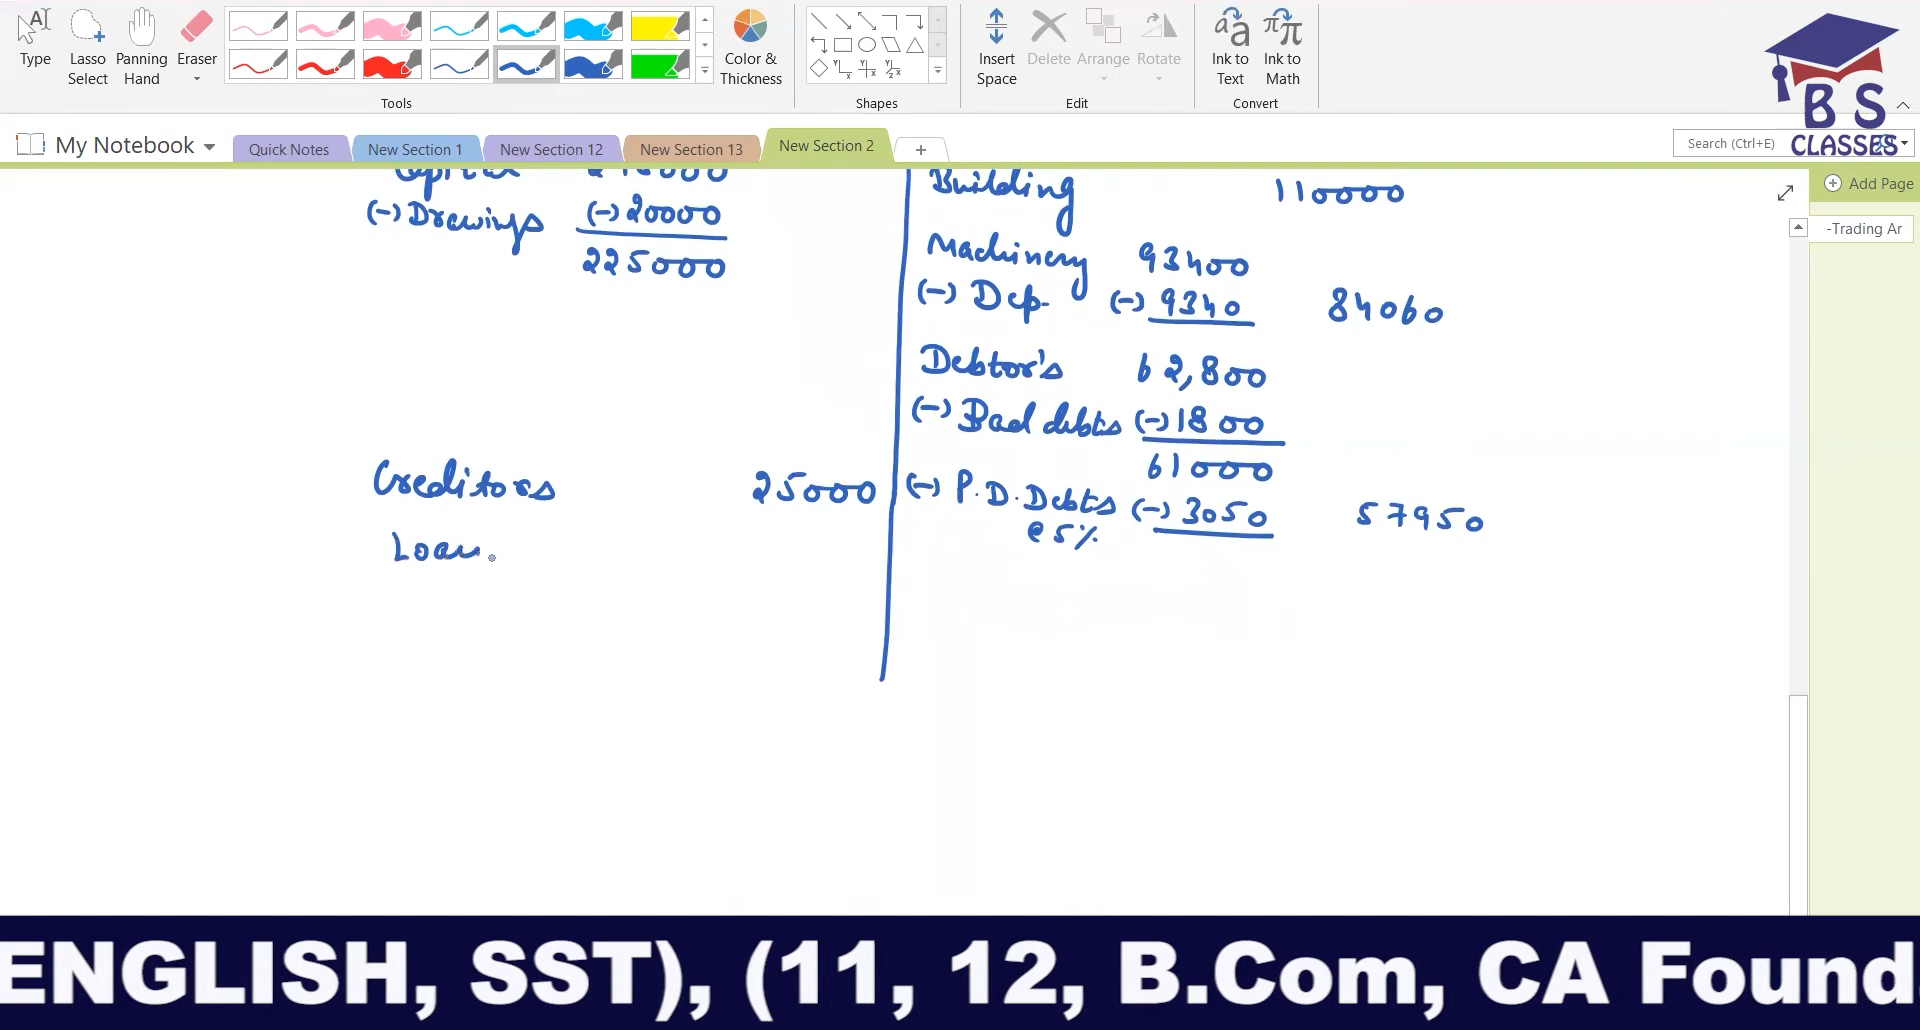 Type
Lasso Select
Panning Hand
Eraser
Color & Thickness
Insert Space
Delete
Arrange
Rotate
Ink to Text
Ink to Math
Tools
Shapes
Edit
Convert
BS
CLASSES
My Notebook
Quick Notes
New Section 1
New Section 12
New Section 13
New Section 2
+
Search (Ctrl+E)
Add Page
-Trading Ar
Capital
(-) Drawings (-) 20000
225000
Creditors 25000
Loan
Building 110000
Machinery 93400
(-) Dep. (-) 9340 84060
Debtor's 62,800
(-) Bad debts (-) 1800
61000
(-) P.D.Debts (-) 3050 57950
@ 5%
ENGLISH, SST), (11, 12, B.Com, CA Found